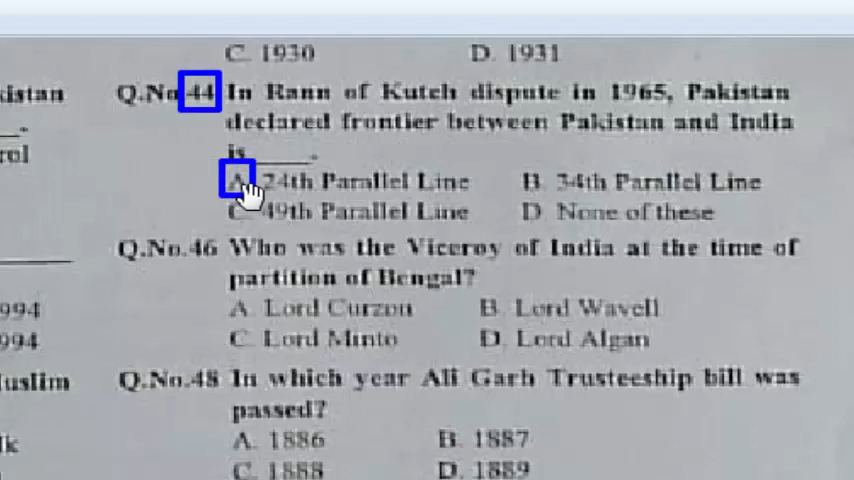 C. 1930 D. 1931
kistan Q.No.44 In Rann of Kutch dispute in 1965, Pakistan
declared frontier between Pakistan and India
rol is ____.
A. 24th Parallel Line B. 34th Parallel Line
C. 49th Parallel Line D. None of these
Q.No.46 Who was the Viceroy of India at the time of
partition of Bengal?
994 A. Lord Curzon B. Lord Wavell
994 C. Lord Minto D. Lord Algan
Muslim Q.No.48 In which year Ali Garh Trusteeship bill was
passed?
lk A. 1886 B. 1887
C. 1888 D. 1889